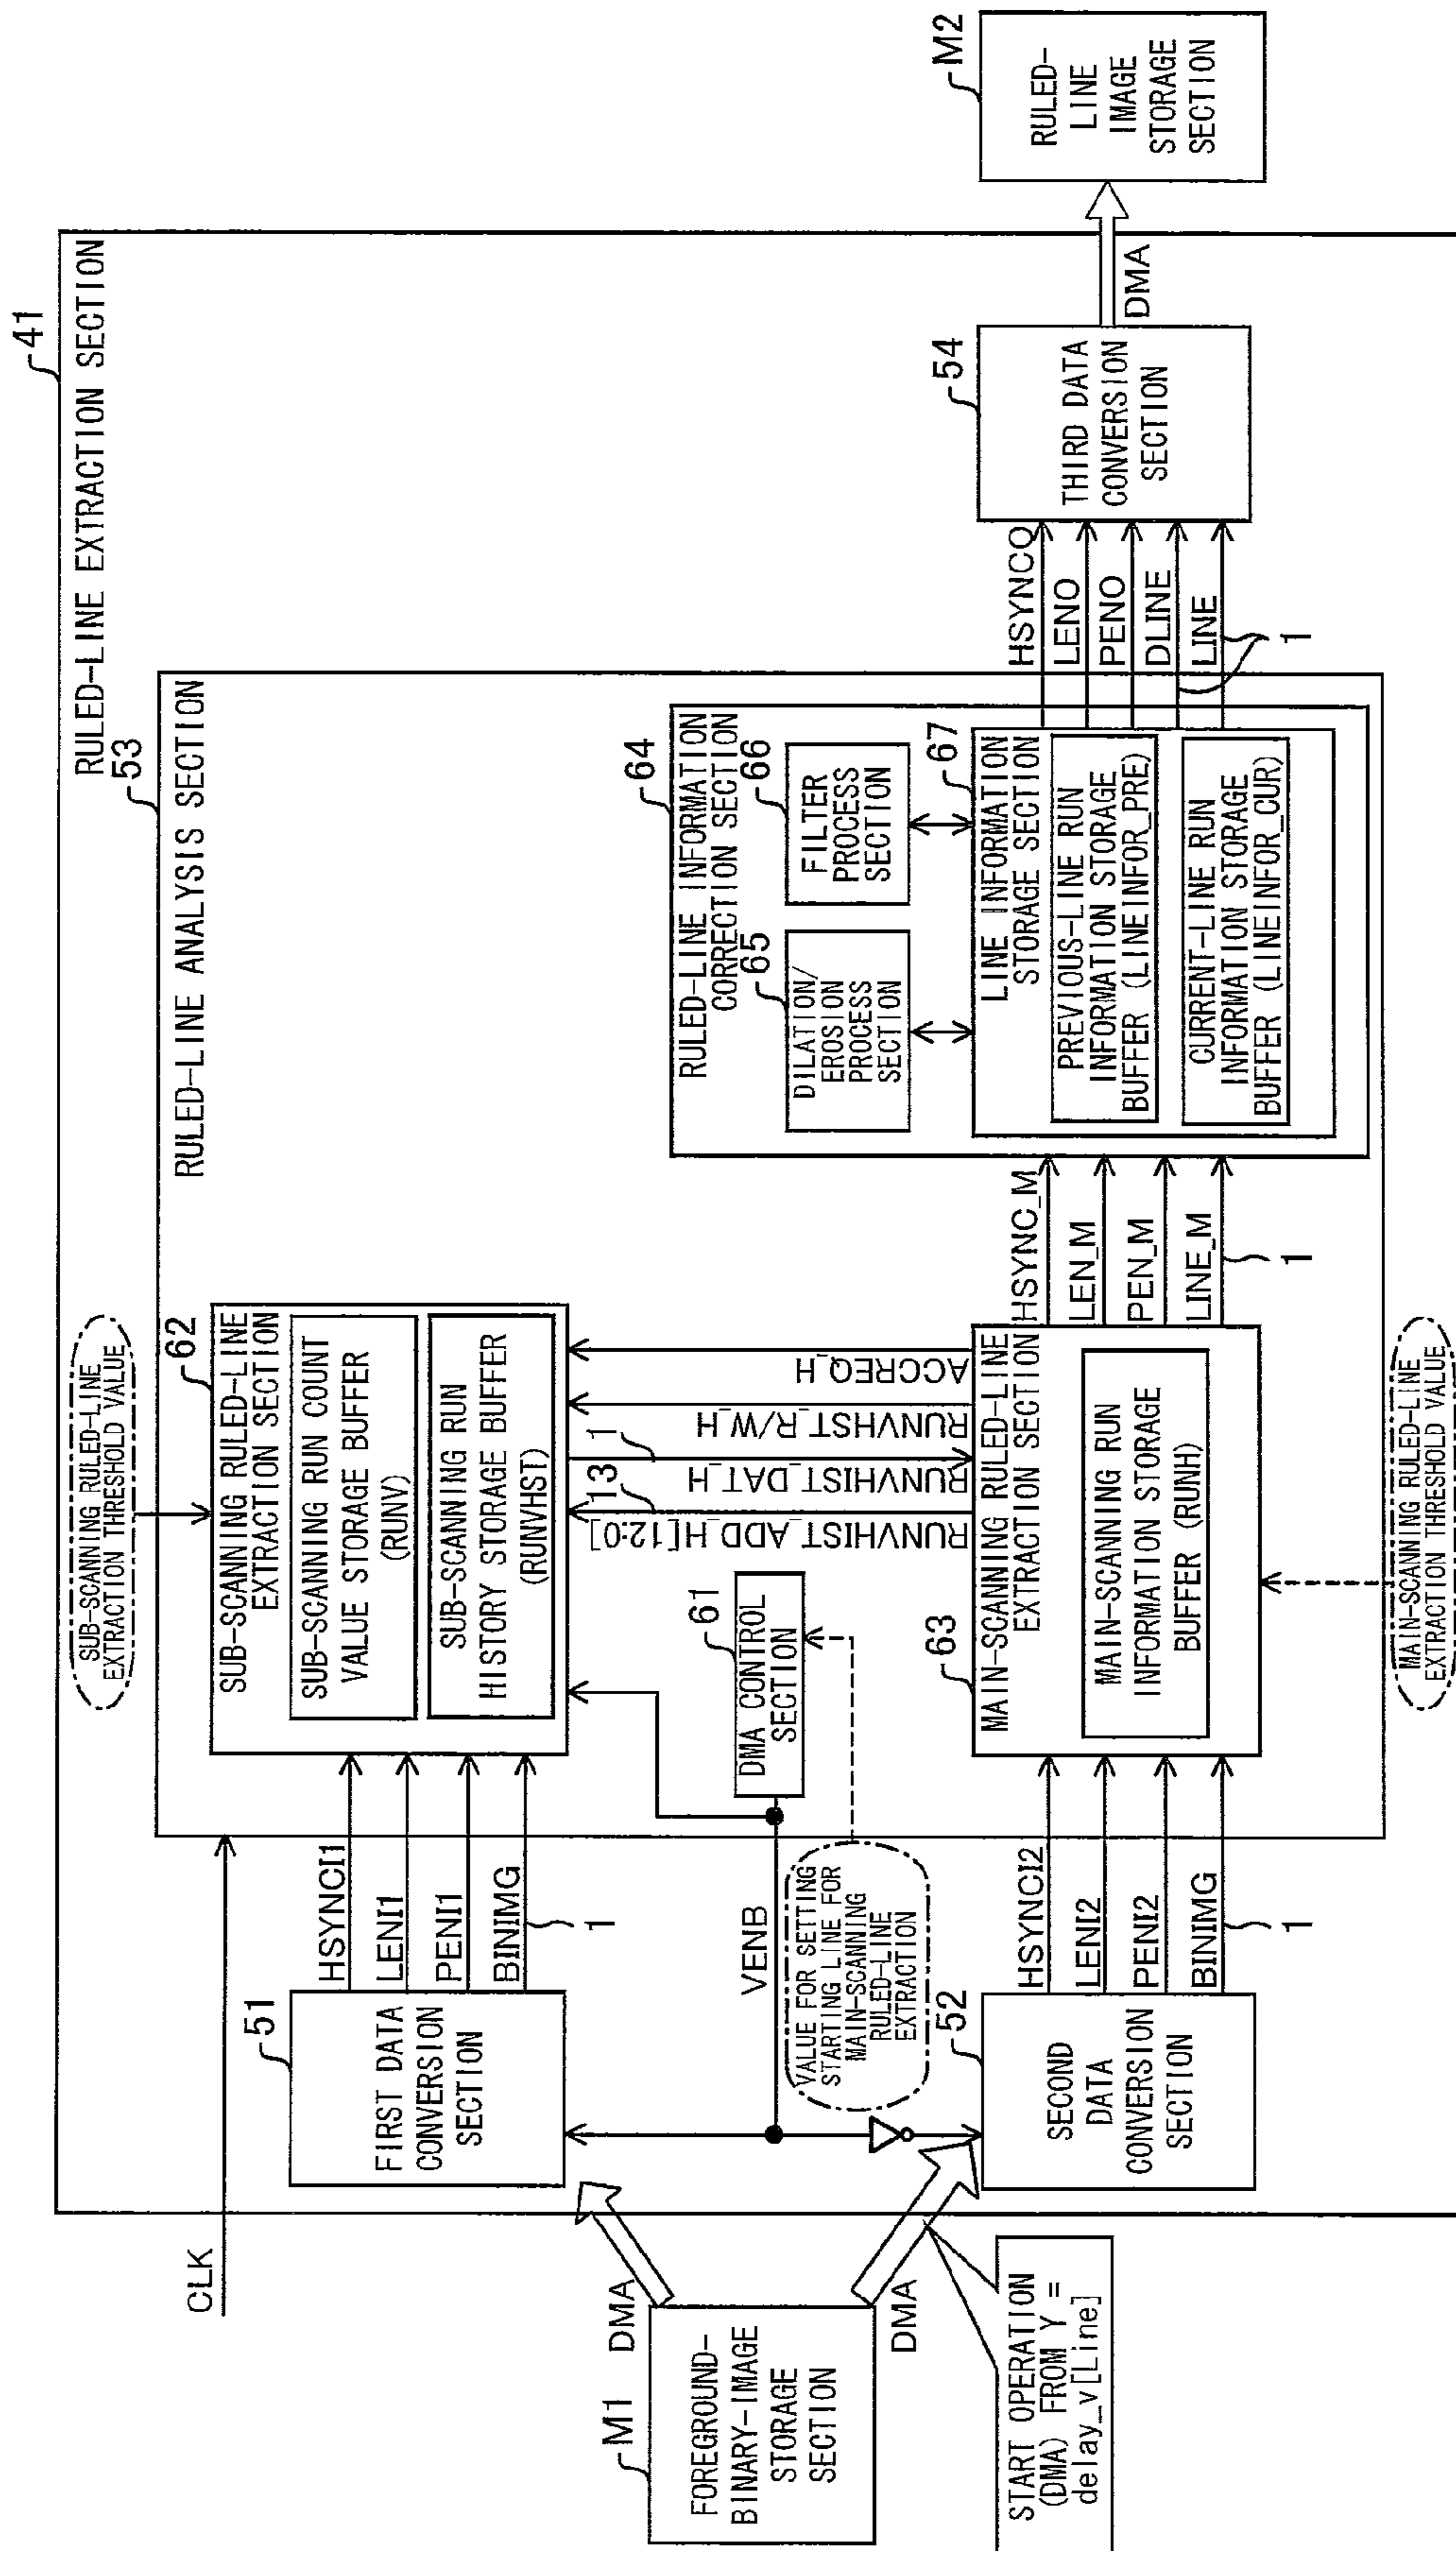 41
RULED-LINE EXTRACTION SECTION
CLK
53
RULED-LINE ANALYSIS SECTION
SUB-SCANNING RULED-LINE
EXTRACTION THRESHOLD VALUE
M1
FOREGROUND-
BINARY-IMAGE
STORAGE
SECTION
DMA
DMA
START OPERATION
(DMA) FROM Y =
delay_v[Line]
51
FIRST DATA
CONVERSION
SECTION
HSYNCI1
LENI1
PENI1
BINIMG
1
VENB
VALUE FOR SETTING
STARTING LINE FOR
MAIN-SCANNING
RULED-LINE
EXTRACTION
52
SECOND
DATA
CONVERSION
SECTION
HSYNCI2
LENI2
PENI2
BINIMG
1
62
SUB-SCANNING RULED-LINE
EXTRACTION SECTION
SUB-SCANNING RUN COUNT
VALUE STORAGE BUFFER
(RUNV)
SUB-SCANNING RUN
HISTORY STORAGE BUFFER
(RUNVHST)
61
DMA CONTROL
SECTION
RUNVHIST_ADD_H[12:0]
13
RUNVHIST_DAT_H
1
RUNVHST_R/W_H
ACCREQ_H
63
MAIN-SCANNING RULED-LINE
EXTRACTION SECTION
MAIN-SCANNING RUN
INFORMATION STORAGE
BUFFER (RUNH)
MAIN-SCANNING RULED-LINE
EXTRACTION THRESHOLD VALUE
HSYNC_M
LEN_M
PEN_M
LINE_M
1
64
RULED-LINE INFORMATION
CORRECTION SECTION
65
DILATION/
EROSION
PROCESS
SECTION
66
FILTER
PROCESS
SECTION
67
LINE INFORMATION
STORAGE SECTION
PREVIOUS-LINE RUN
INFORMATION STORAGE
BUFFER (LINEINFOR_PRE)
CURRENT-LINE RUN
INFORMATION STORAGE
BUFFER (LINEINFOR_CUR)
HSYNCO
LENO
PENO
DLINE
LINE
1
54
THIRD DATA
CONVERSION
SECTION
DMA
M2
RULED-
LINE
IMAGE
STORAGE
SECTION